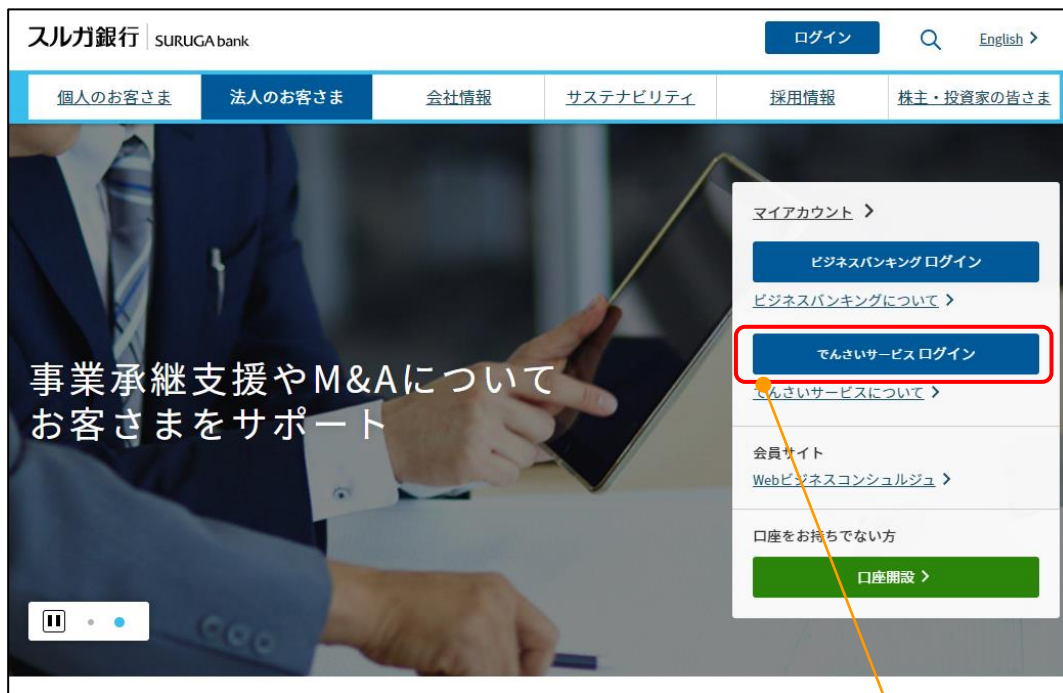 スルガ銀行 SURUGA bank
ログイン
English
個人のお客さま 法人のお客さま 会社情報 サステナビリティ 採用情報 株主・投資家の皆さま
マイアカウント
ビジネスバンキング ログイン
ビジネスバンキングについて
でんさいサービス ログイン
でんさいサービスについて
会員サイト
Webビジネスコンシェルジュ
口座をお持ちでない方
口座開設
事業承継支援やM&Aについて
お客さまをサポート